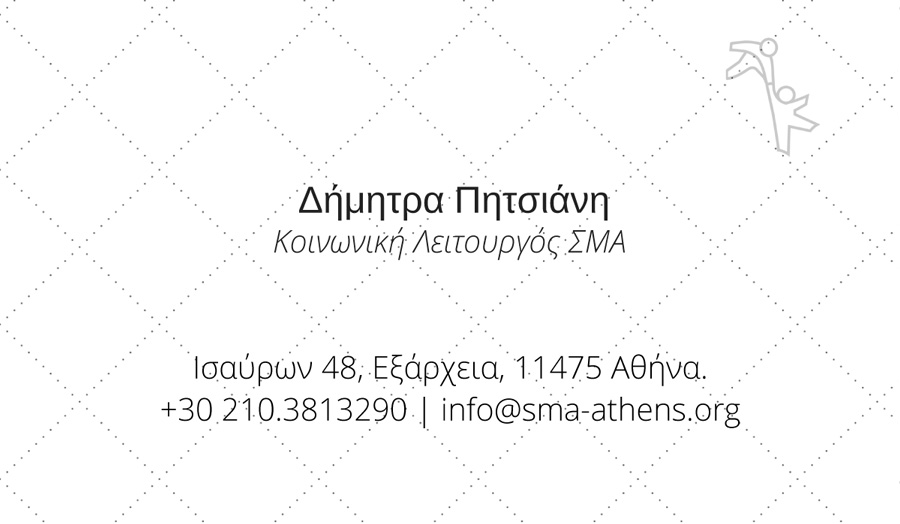 Δήμητρα Πητσιάνη
Κοινωνική Λειτουργός ΣΜΑ
Ισαύρων 48, Εξάρχεια, 11475 Αθήνα.
+30 210.3813290 | info@sma-athens.org